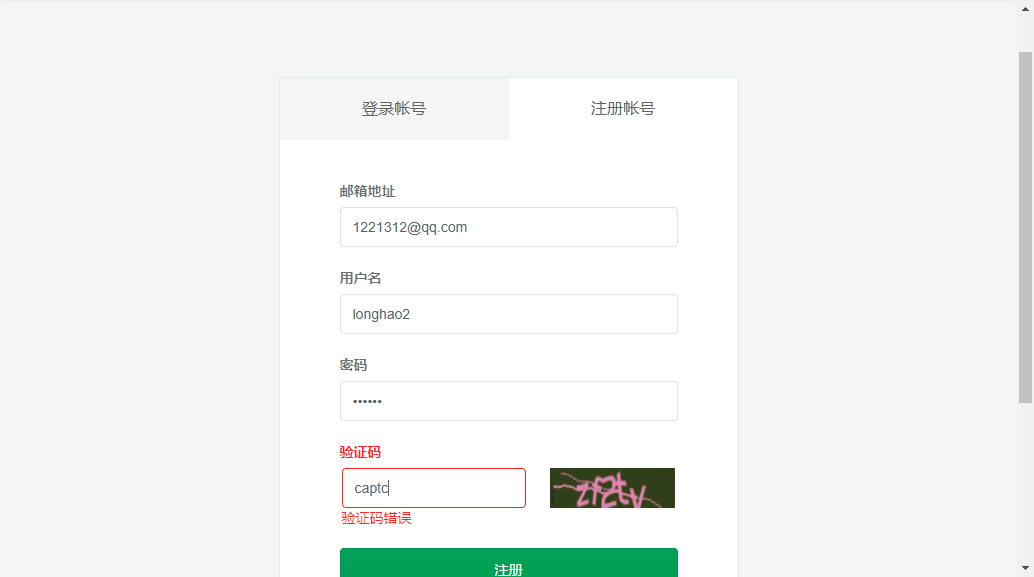 登录帐号
注册帐号
邮箱地址
1221312@qq.com
用户名
longhao2
密码
••••••
验证码
captc
验证码错误
注册